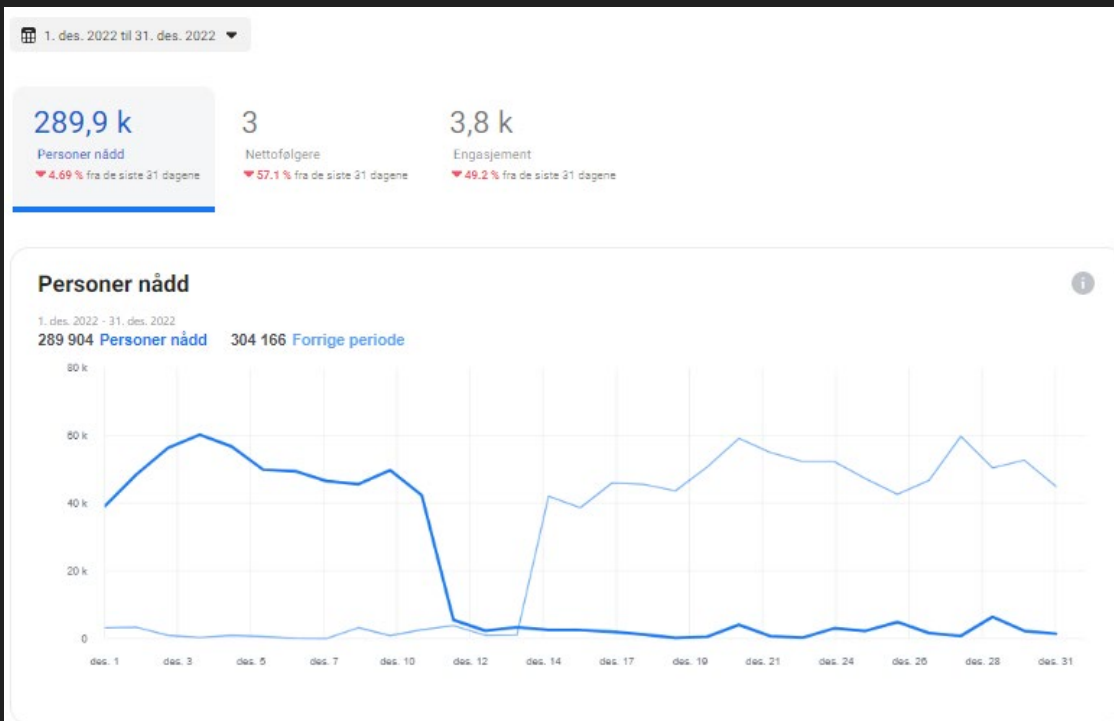 1. des. 2022 til 31. des. 2022
289,9 k
Personer nådd
4.69 % fra de siste 31 dagene
3
Nettofølgere
57.1 % fra de siste 31 dagene
3,8 k
Engasjement
49.2 % fra de siste 31 dagene
Personer nådd
i
1. des. 2022 - 31. des. 2022
289 904 Personer nådd 304 166 Forrige periode
80 k
60 k
40 k
20 k
0
des. 1 des. 3 des. 5 des. 7 des. 10 des. 12 des. 14 des. 17 des. 19 des. 21 des. 24 des. 26 des. 28 des. 31